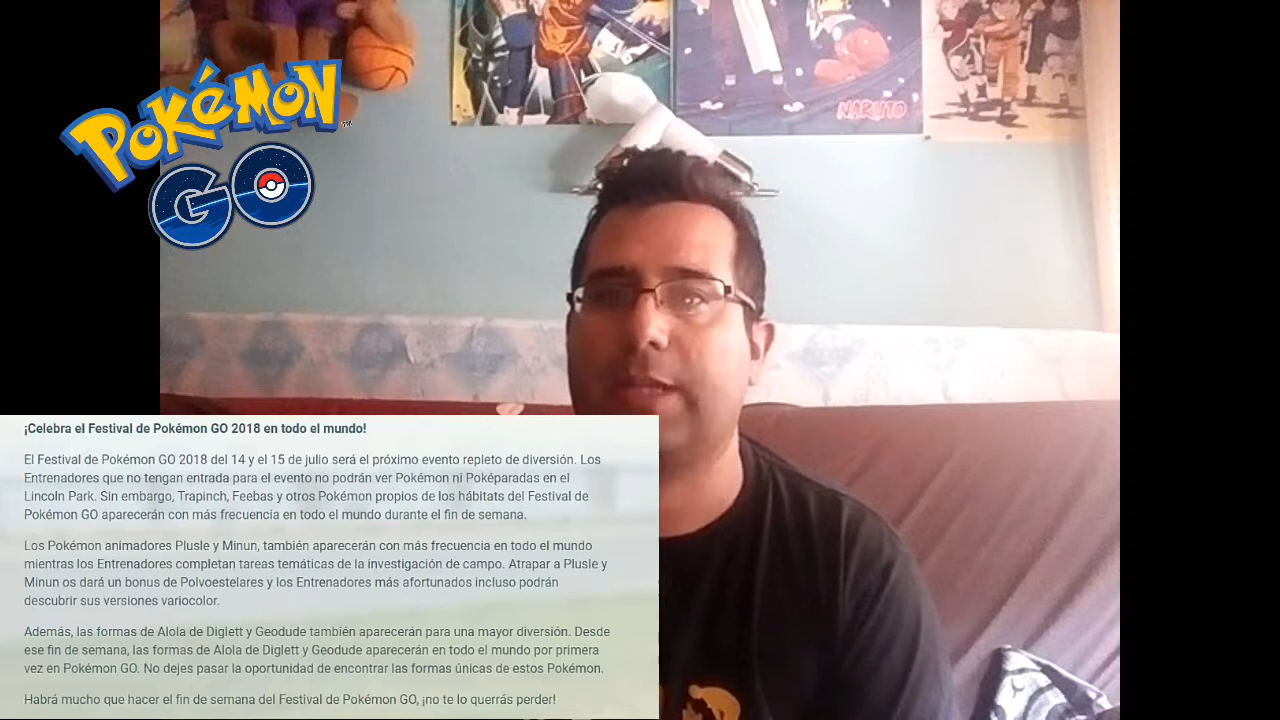 NARUTO
POKéMON
TM
GO
¡Celebra el Festival de Pokémon GO 2018 en todo el mundo!
El Festival de Pokémon GO 2018 del 14 y el 15 de julio será el próximo evento repleto de diversión. Los
Entrenadores que no tengan entrada para el evento no podrán ver Pokémon ni Poképaradas en el
Lincoln Park. Sin embargo, Trapinch, Feebas y otros Pokémon propios de los hábitats del Festival de
Pokémon GO aparecerán con más frecuencia en todo el mundo durante el fin de semana.
Los Pokémon animadores Plusle y Minun, también aparecerán con más frecuencia en todo el mundo
mientras los Entrenadores completan tareas temáticas de la investigación de campo. Atrapar a Plusle y
Minun os dará un bonus de Polvoestelares y los Entrenadores más afortunados incluso podrán
descubrir sus versiones variocolor.
Además, las formas de Alola de Diglett y Geodude también aparecerán para una mayor diversión. Desde
ese fin de semana, las formas de Alola de Diglett y Geodude aparecerán en todo el mundo por primera
vez en Pokémon GO. No dejes pasar la oportunidad de encontrar las formas únicas de estos Pokémon.
Habrá mucho que hacer el fin de semana del Festival de Pokémon GO, ¡no te lo querrás perder!